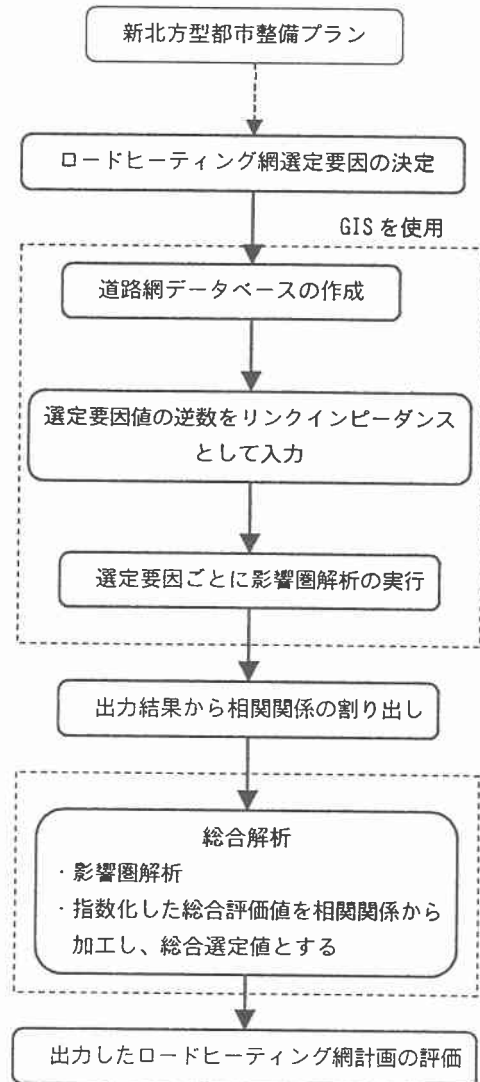 新北方型都市整備プラン
ロードヒーティング網選定要因の決定
GISを使用
道路網データベースの作成
選定要因値の逆数をリンクインピーダンス
として入力
選定要因ごとに影響圏解析の実行
出力結果から相関関係の割り出し
総合解析
・影響圏解析
・指数化した総合評価値を相関関係から
加工し、総合選定値とする
出力したロードヒーティング網計画の評価